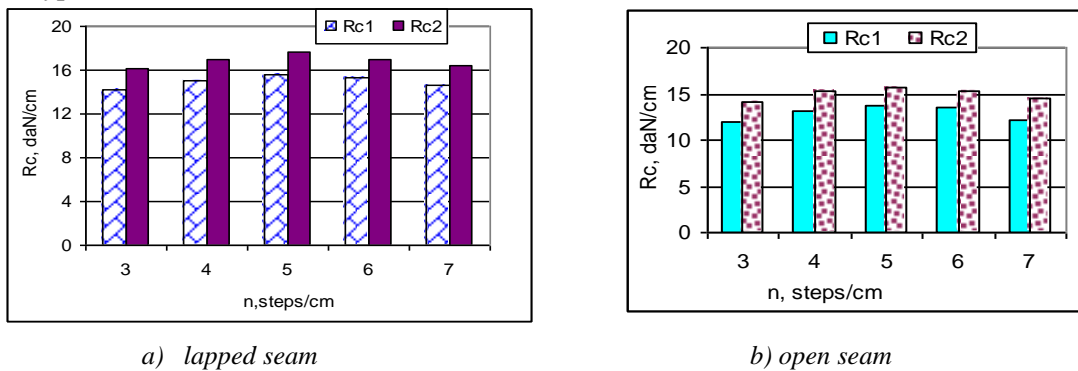 Rc1 Rc2
20
16
12
8
4
0
Rc, daN/cm
3 4 5 6 7
n,steps/cm
Rc1 Rc2
20
15
10
5
0
Rc, daN/cm
3 4 5 6 7
n, steps/cm
a) lapped seam
b) open seam